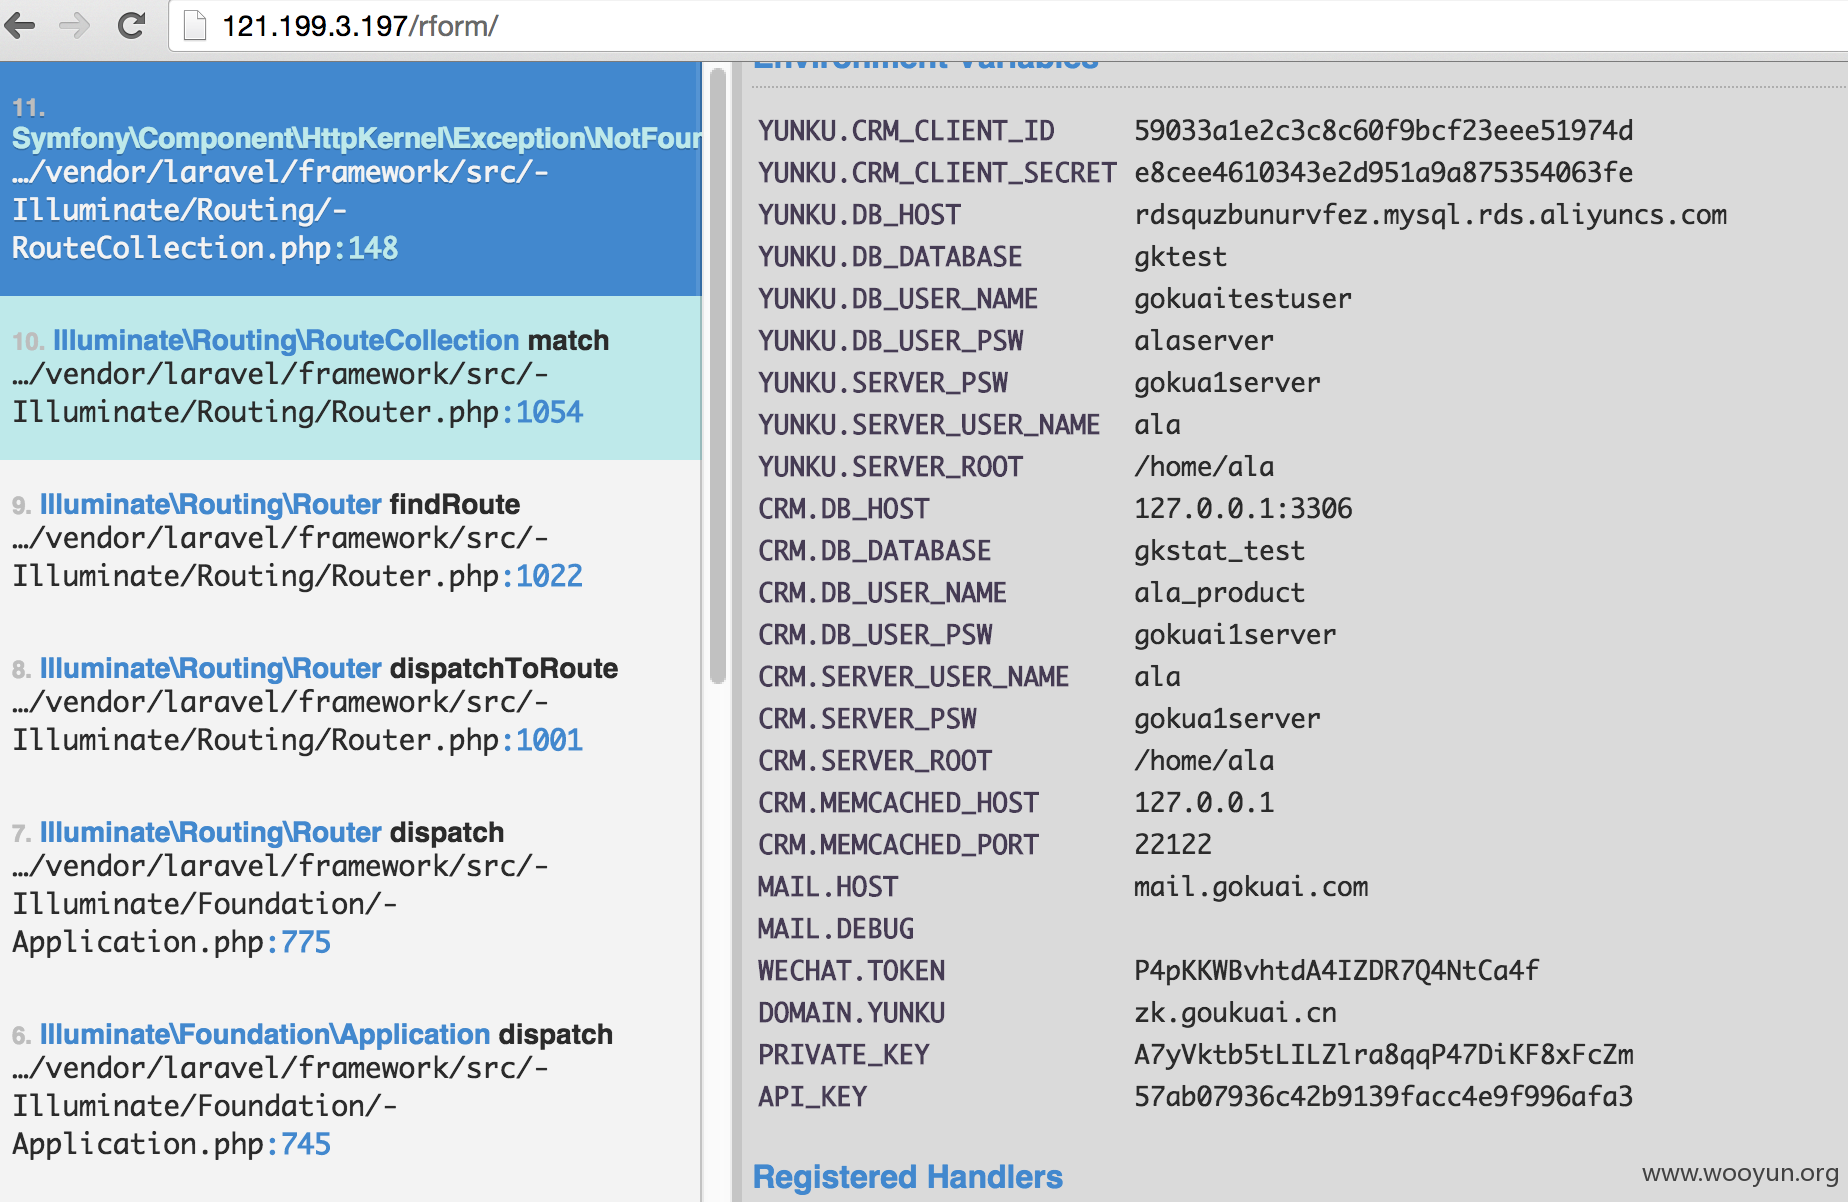 121.199.3.197/rform/
11.
Symfony\Component\HttpKernel\Exception\NotFour
…/vendor/laravel/framework/src/-
Illuminate/Routing/-
RouteCollection.php:148
10. Illuminate\Routing\RouteCollection match
…/vendor/laravel/framework/src/-
Illuminate/Routing/Router.php:1054
9. Illuminate\Routing\Router findRoute
…/vendor/laravel/framework/src/-
Illuminate/Routing/Router.php:1022
8. Illuminate\Routing\Router dispatchToRoute
…/vendor/laravel/framework/src/-
Illuminate/Routing/Router.php:1001
7. Illuminate\Routing\Router dispatch
…/vendor/laravel/framework/src/-
Illuminate/Foundation/-
Application.php:775
6. Illuminate\Foundation\Application dispatch
…/vendor/laravel/framework/src/-
Illuminate/Foundation/-
Application.php:745
Environment Variables
YUNKU.CRM_CLIENT_ID 59033a1e2c3c8c60f9bcf23eee51974d
YUNKU.CRM_CLIENT_SECRET e8cee4610343e2d951a9a875354063fe
YUNKU.DB_HOST rdsquzbunurvfez.mysql.rds.aliyuncs.com
YUNKU.DB_DATABASE gktest
YUNKU.DB_USER_NAME gokuaitestuser
YUNKU.DB_USER_PSW alaserver
YUNKU.SERVER_PSW gokua1server
YUNKU.SERVER_USER_NAME ala
YUNKU.SERVER_ROOT /home/ala
CRM.DB_HOST 127.0.0.1:3306
CRM.DB_DATABASE gkstat_test
CRM.DB_USER_NAME ala_product
CRM.DB_USER_PSW gokuai1server
CRM.SERVER_USER_NAME ala
CRM.SERVER_PSW gokua1server
CRM.SERVER_ROOT /home/ala
CRM.MEMCACHED_HOST 127.0.0.1
CRM.MEMCACHED_PORT 22122
MAIL.HOST mail.gokuai.com
MAIL.DEBUG
WECHAT.TOKEN P4pKKWBvhtdA4IZDR7Q4NtCa4f
DOMAIN.YUNKU zk.goukuai.cn
PRIVATE_KEY A7yVktb5tLILZlra8qqP47DiKF8xFcZm
API_KEY 57ab07936c42b9139facc4e9f996afa3
Registered Handlers
www.wooyun.org